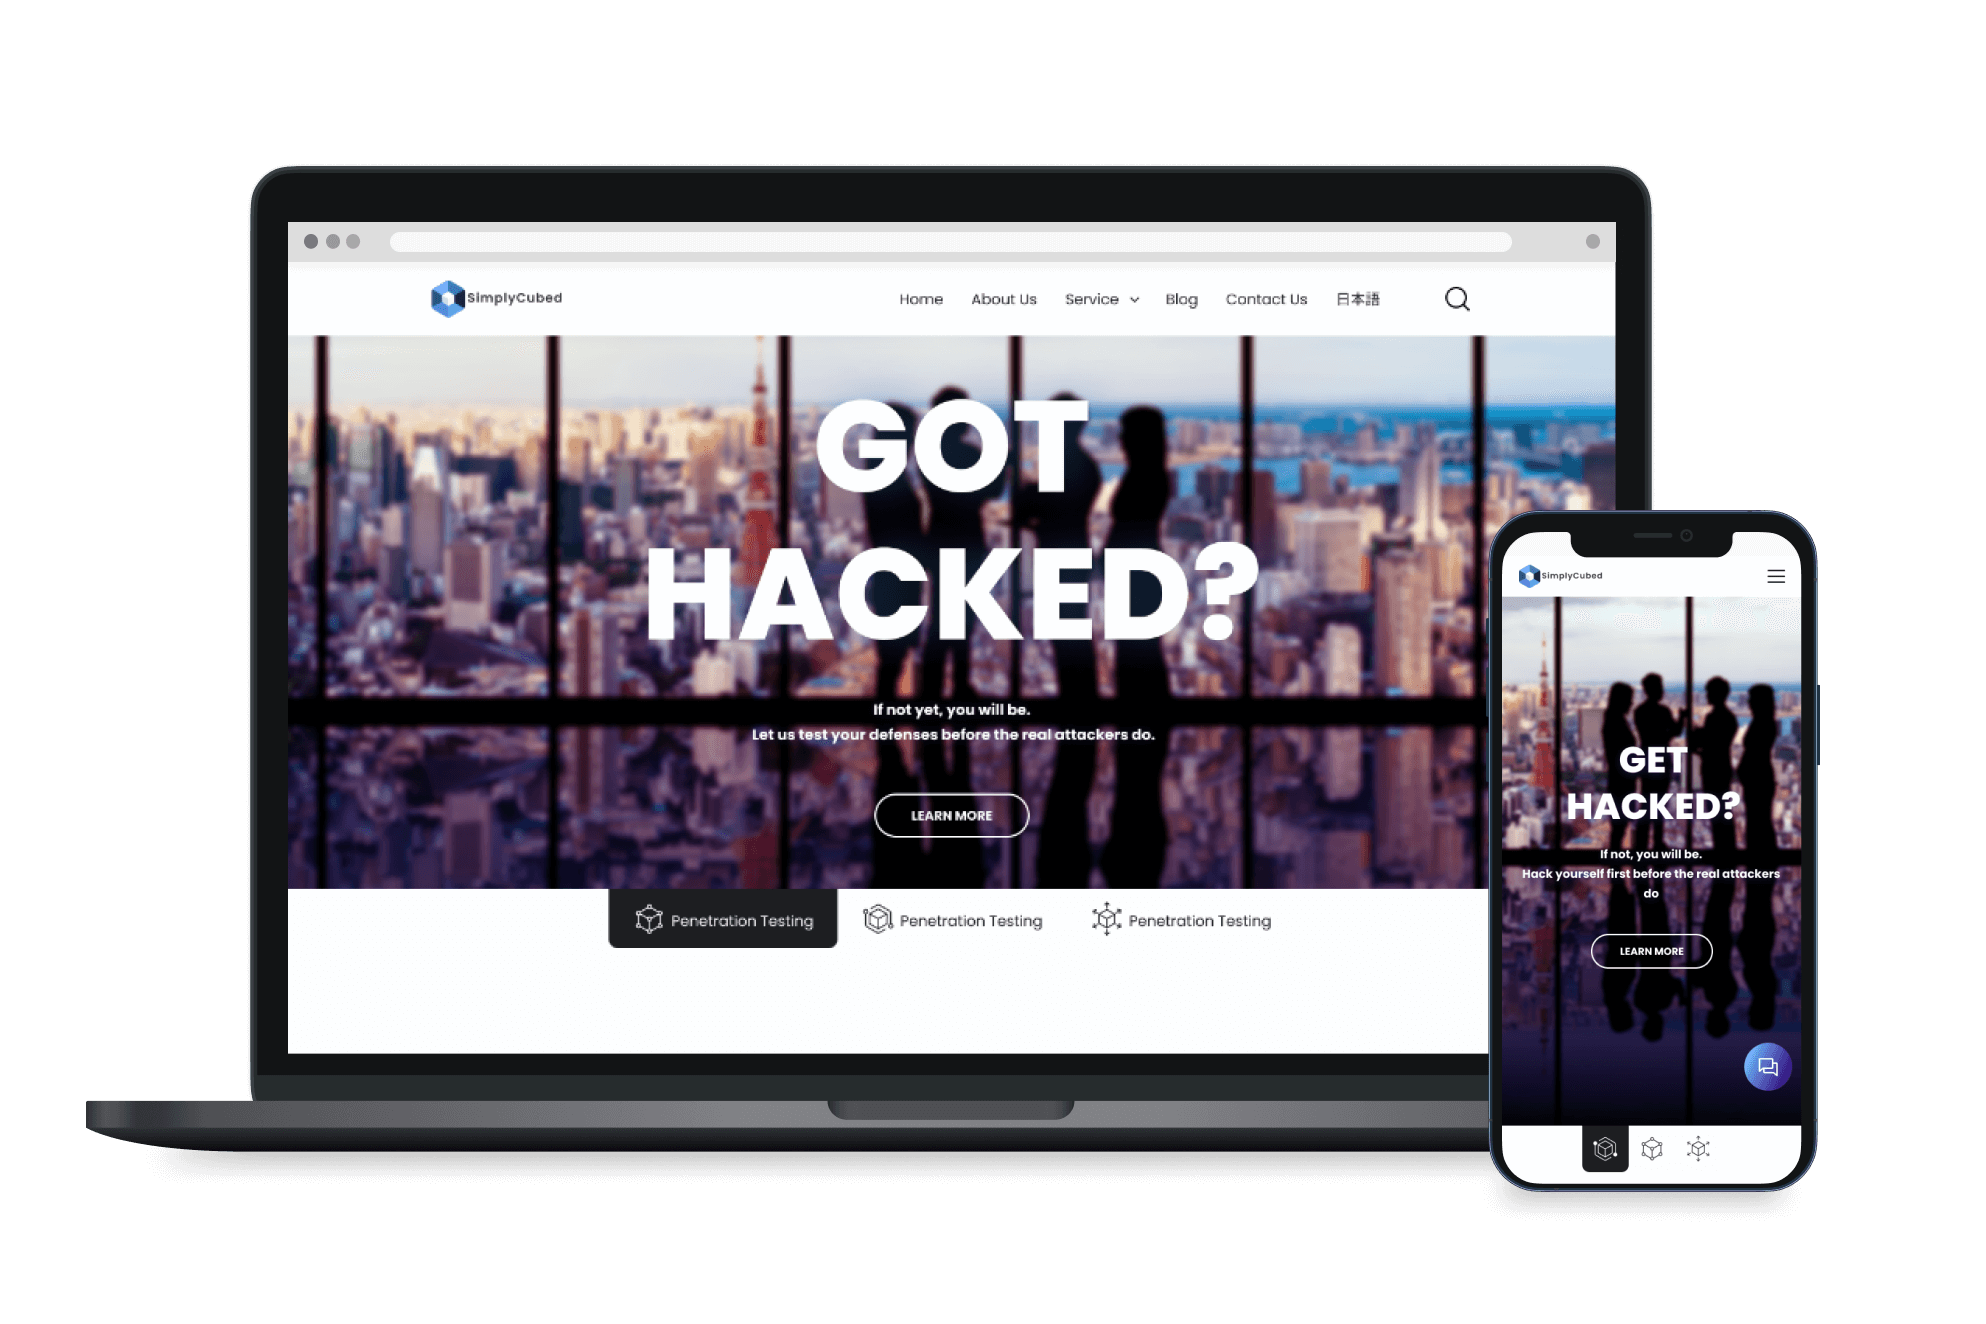 SimplyCubed
Home About Us Service Blog Contact Us 日本語
GOT
HACKED?
If not yet, you will be.
Let us test your defenses before the real attackers do.
LEARN MORE
Penetration Testing Penetration Testing Penetration Testing
SimplyCubed
GET
HACKED?
If not, you will be.
Hack yourself first before the real attackers
do
LEARN MORE